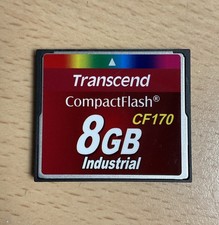 Transcend
CompactFlash®
CF170
8GB
Industrial